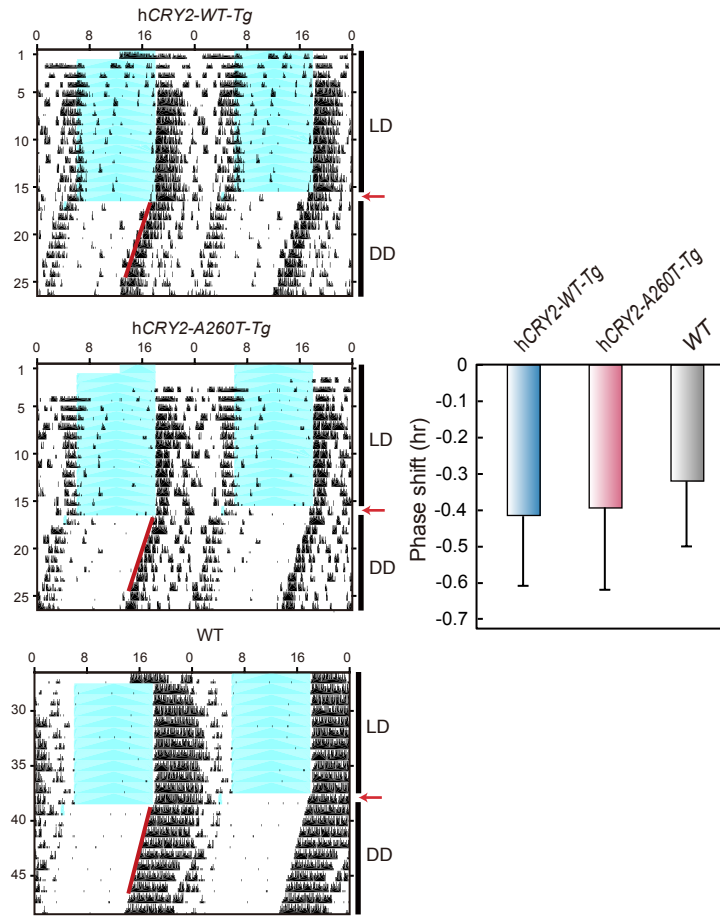 hCRY2-WT-Tg
0 8 16 0 8 16 0
1
5
10
15
20
25
LD
DD
hCRY2-A260T-Tg
0 8 16 0 8 16 0
1
5
10
15
20
25
LD
DD
WT
0 8 16 0 8 16 0
30
35
40
45
LD
DD
hCRY2-WT-Tg
hCRY2-A260T-Tg
WT
Phase shift (hr)
0
-0.1
-0.2
-0.3
-0.4
-0.5
-0.6
-0.7